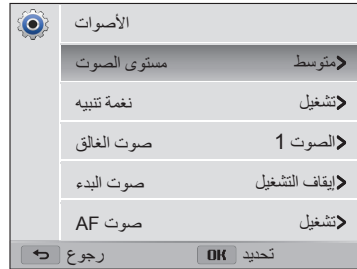 الأصوات
مستوى الصوت >متوسط
نغمة تنبيه >تشغيل
صوت الغالق >الصوت 1
صوت البدء >إيقاف التشغيل
صوت AF >تشغيل
رجوع OK تحديد